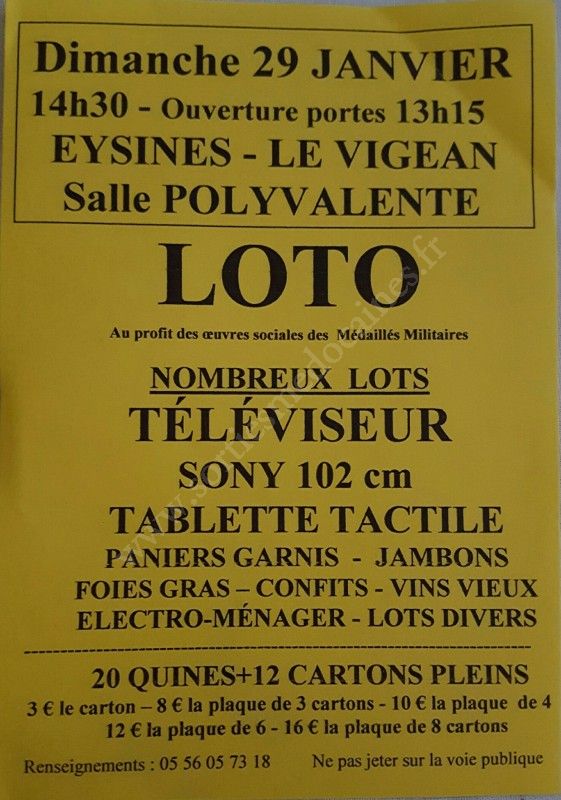 Dimanche 29 JANVIER
14h30 - Ouverture portes 13h15
EYSINES - LE VIGEAN
Salle POLYVALENTE
LOTO
Au profit des œuvres sociales des Médaillés Militaires
NOMBREUX LOTS
TÉLÉVISEUR
SONY 102 cm
TABLETTE TACTILE
PANIERS GARNIS - JAMBONS
FOIES GRAS – CONFITS - VINS VIEUX
ELECTRO-MÉNAGER - LOTS DIVERS
20 QUINES+12 CARTONS PLEINS
3 € le carton – 8 € la plaque de 3 cartons - 10 € la plaque de 4
12 € la plaque de 6 - 16 € la plaque de 8 cartons
Renseignements : 05 56 05 73 18 Ne pas jeter sur la voie publique
www.sortiesmedocaines.fr